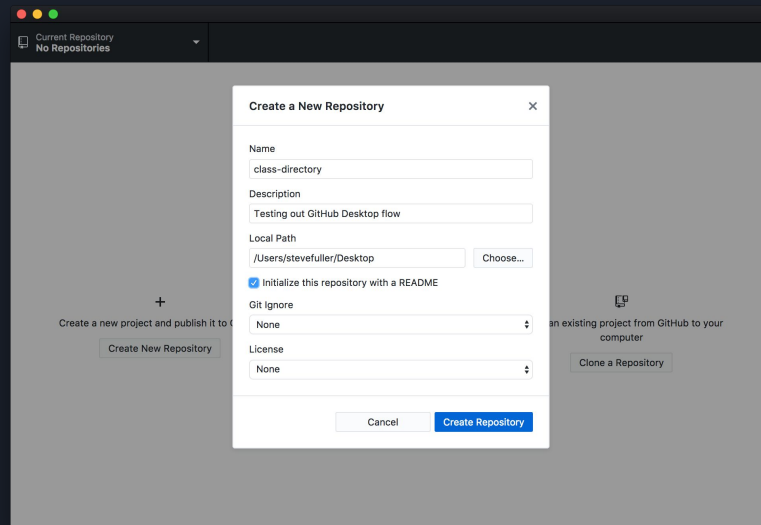 Current Repository
No Repositories
Create a New Repository
Name
class-directory
Description
Testing out GitHub Desktop flow
Local Path
/Users/stevefuller/Desktop
Choose...
Initialize this repository with a README
Git Ignore
None
License
None
Cancel
Create Repository
Create a new project and publish it to
Create New Repository
an existing project from GitHub to your
computer
Clone a Repository